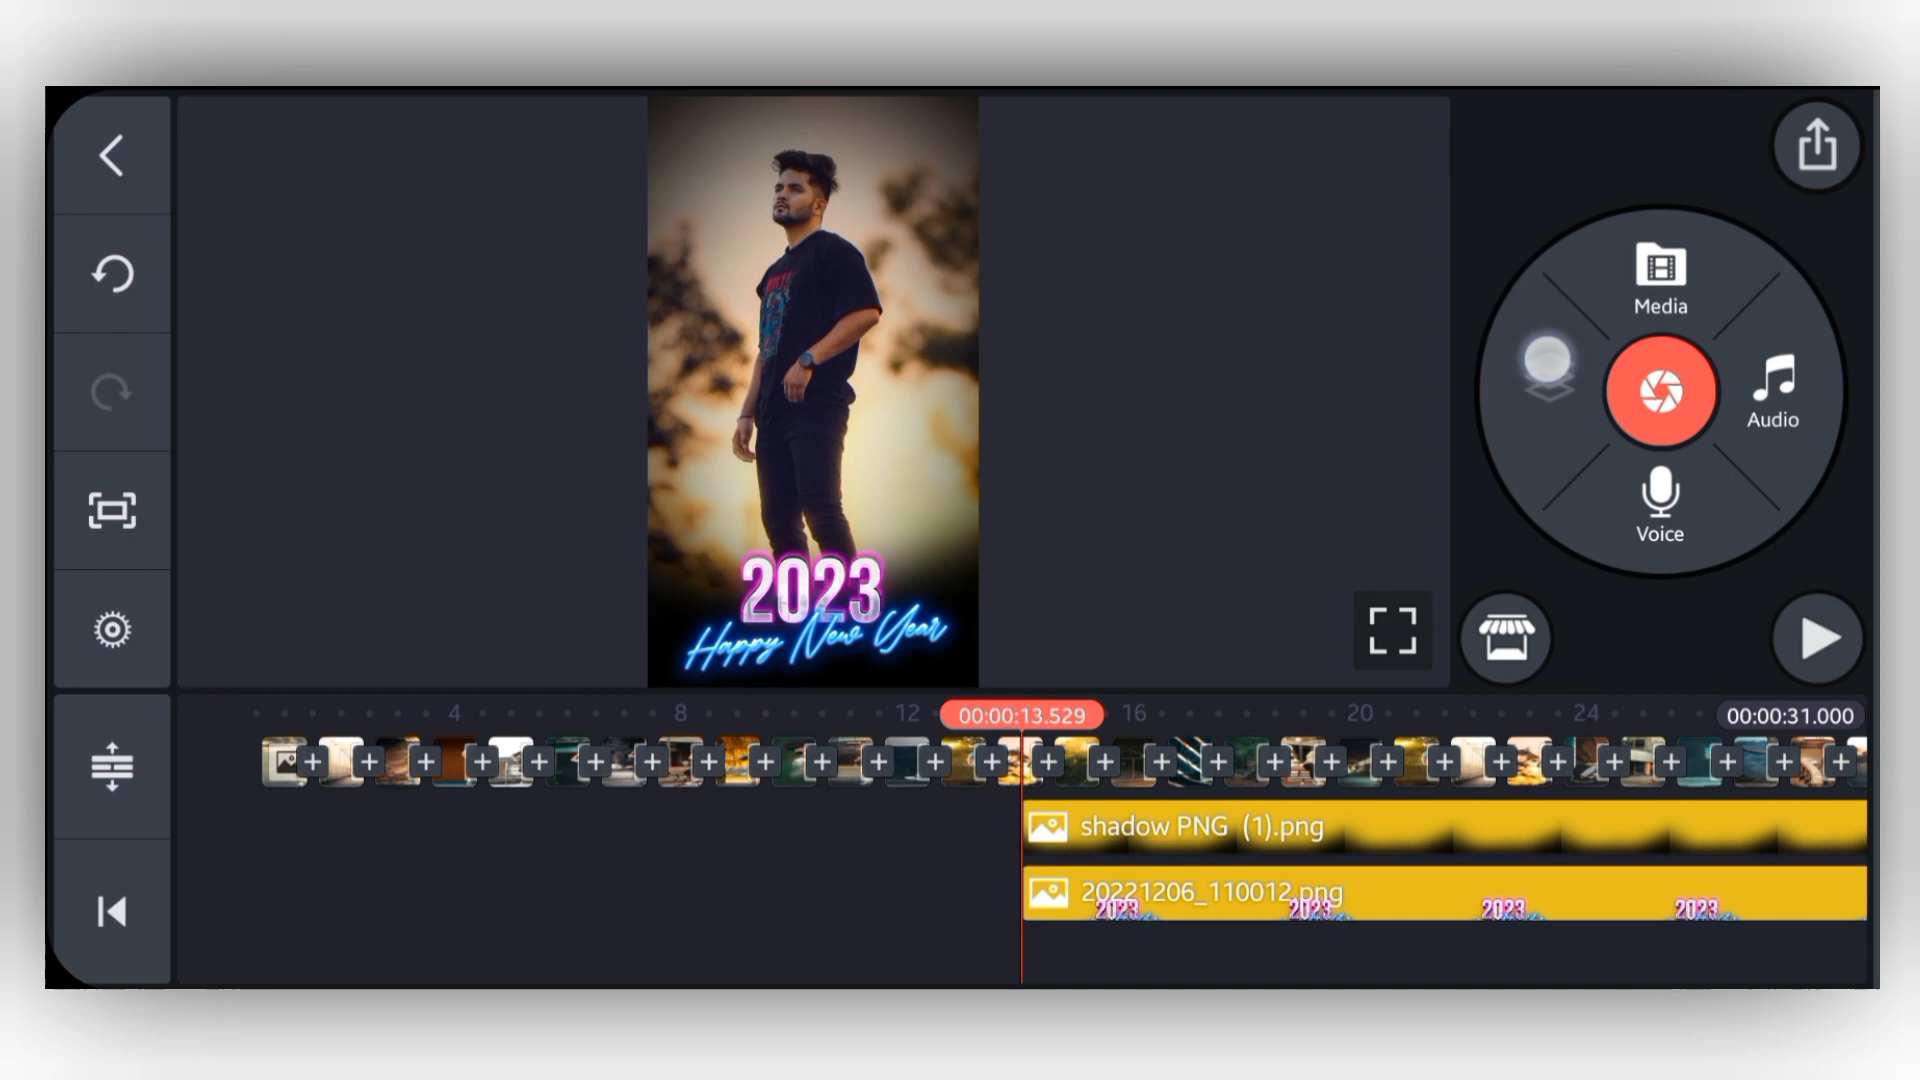 Media
Audio
Voice
2023
Happy New Year
4
8
12
00:00:13.529
16
20
24
00:00:31.000
shadow PNG (1).png
20221206_110012.png
2023
2023
2023
2023